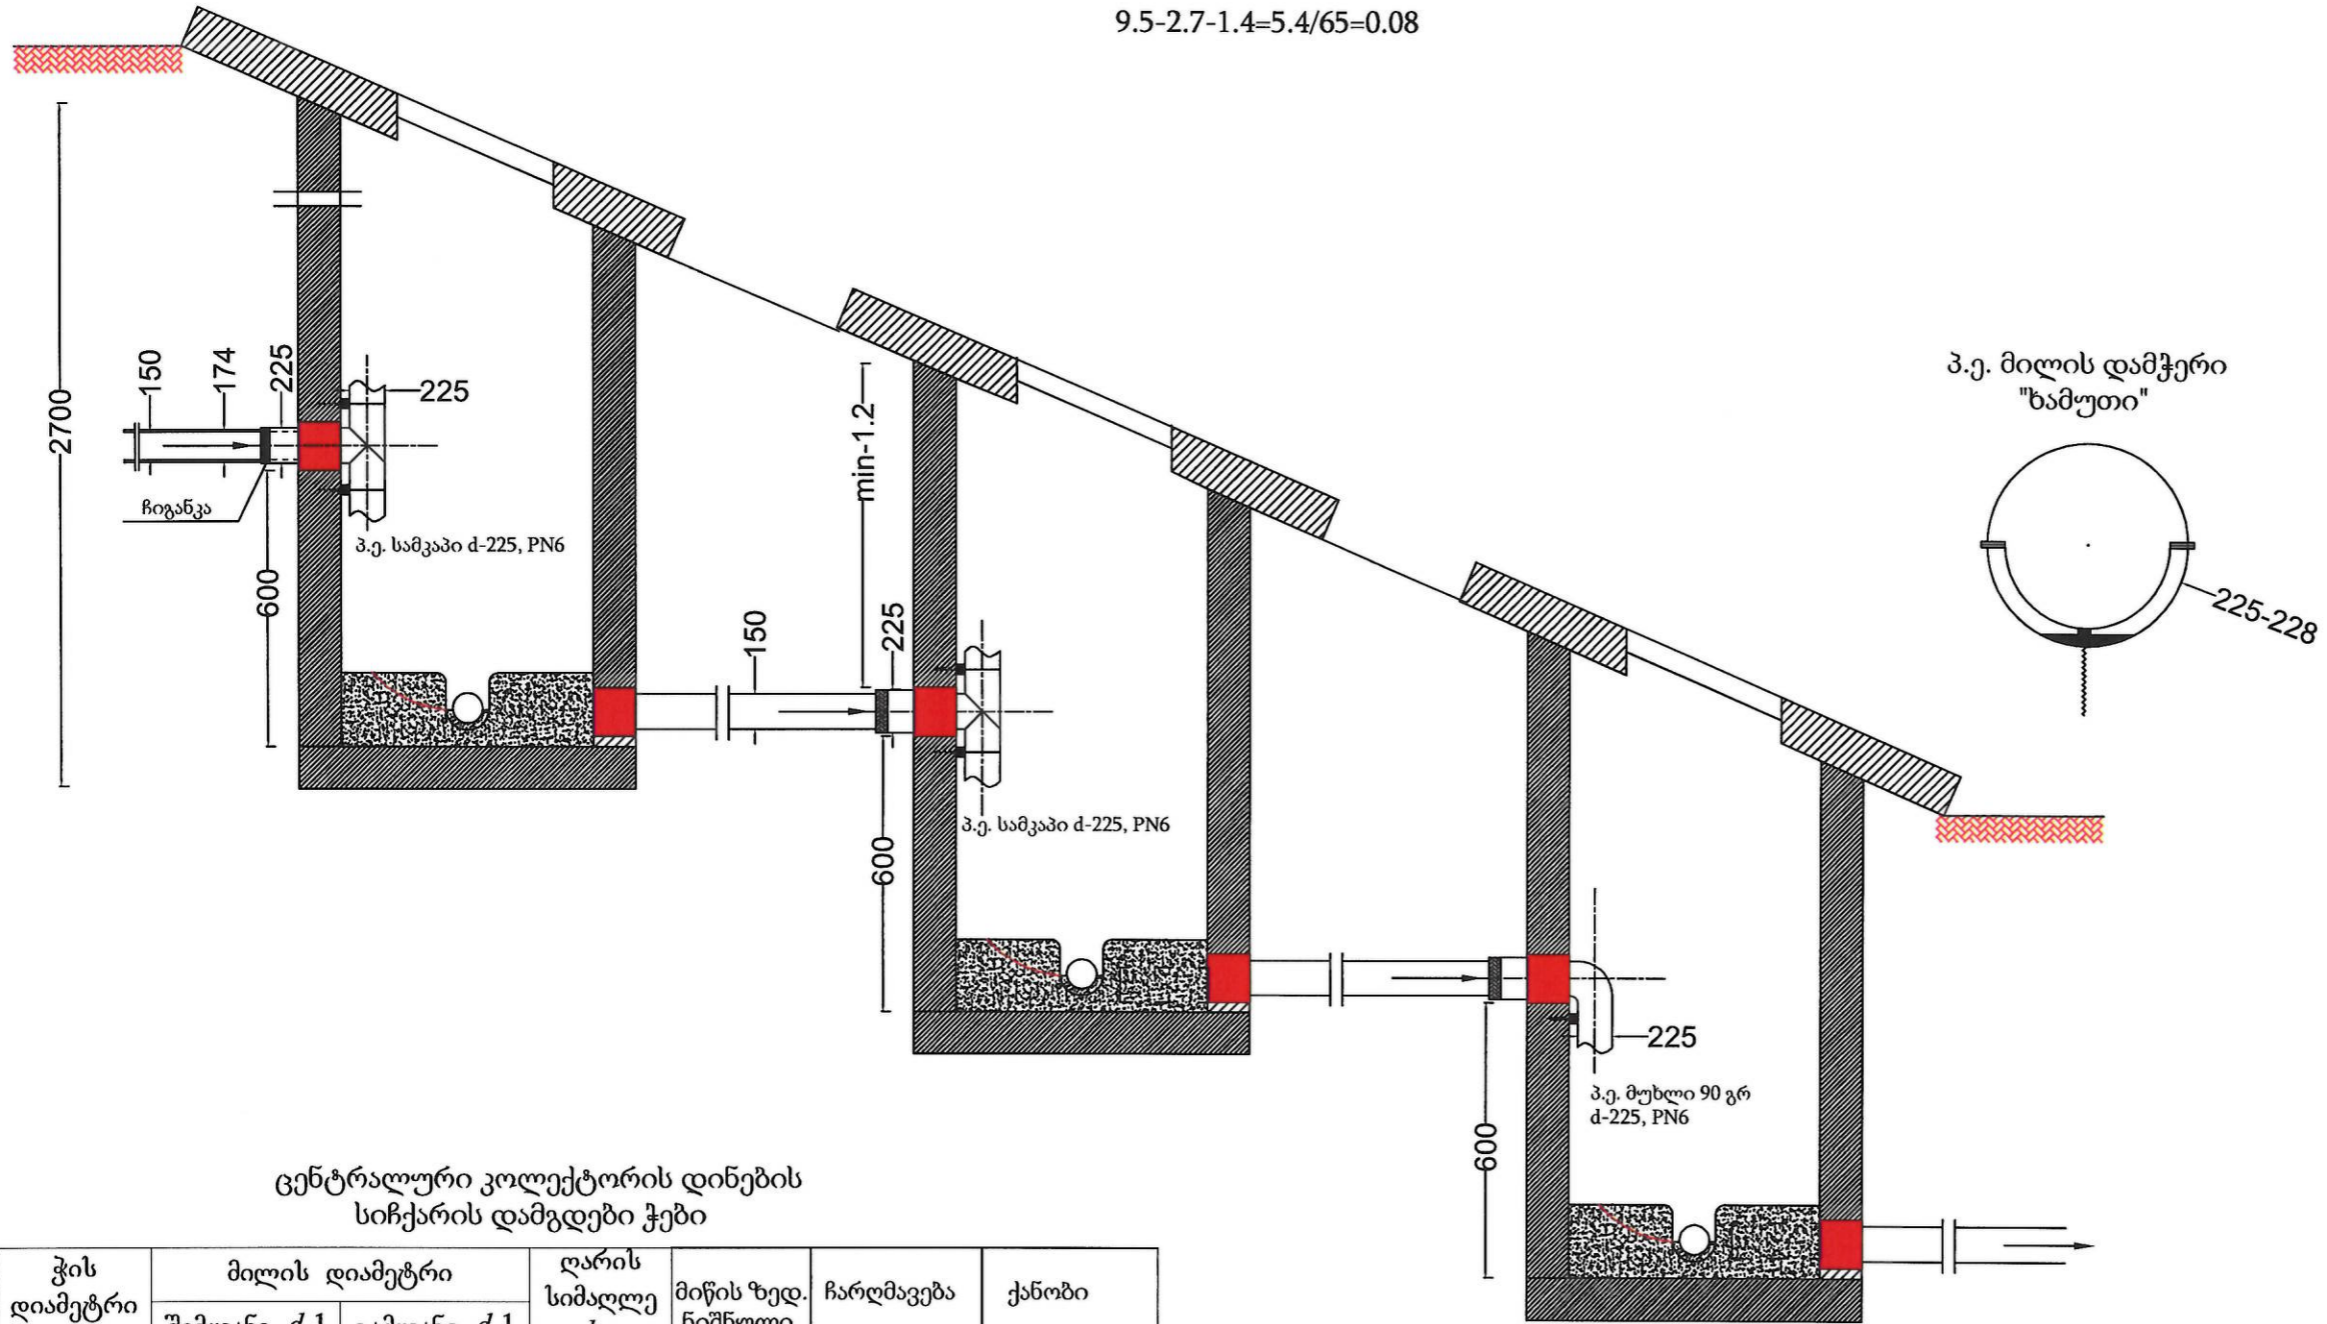 9.5-2.7-1.4=5.4/65=0.08
2700
150
174
225
225
ჩიგანკა
პ.ე. სამკაპი d-225, PN6
600
min-1.2
150
225
პ.ე. მილის დამჭერი
"ხამუთი"
225-228
პ.ე. სამკაპი d-225, PN6
600
225
პ.ე. მუხლი 90 გრ
d-225, PN6
600
ცენტრალური კოლექტორის დინების
სიჩქარის დამგდები ჭები
ჭის
დიამეტრი
მილის დიამეტრი
ღარის
სიმაღლე
მიწის ზედ.
ნიშნული
ჩაღრმავება
ქანობი